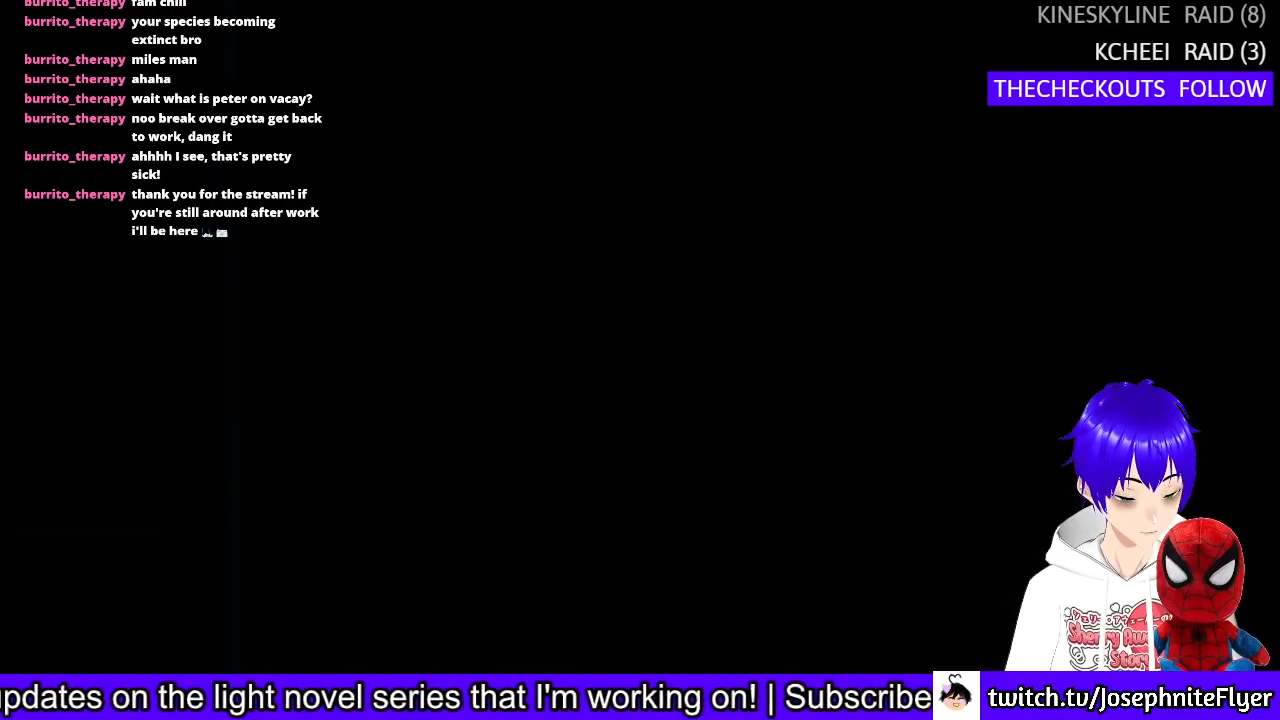 burrito_therapy fam chill
burrito_therapy your species becoming
extinct bro
burrito_therapy miles man
burrito_therapy ahaha
burrito_therapy wait what is peter on vacay?
burrito_therapy noo break over gotta get back
to work, dang it
burrito_therapy ahhhh I see, that's pretty
sick!
burrito_therapy thank you for the stream! if
you're still around after work
i'll be here
KINESKYLINE RAID (8)
KCHEEI RAID (3)
THECHECKOUTS FOLLOW
Sherry
Story
updates on the light novel series that I'm working on! | Subscribe
twitch.tv/JosephniteFlyer